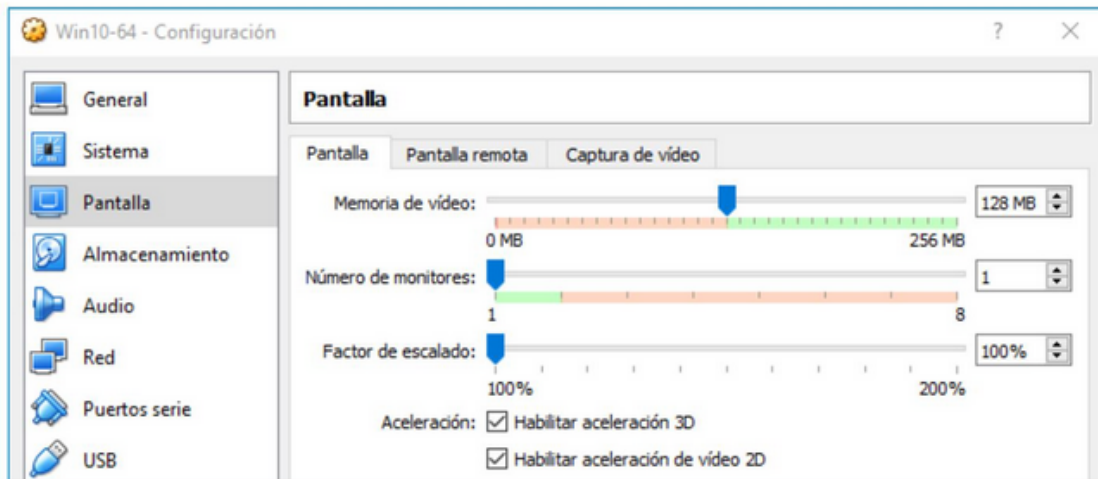 Win10-64 - Configuración ?
General
Sistema
Pantalla
Almacenamiento
Audio
Red
Puertos serie
USB
Pantalla
Pantalla Pantalla remota Captura de vídeo
Memoria de vídeo: 128 MB
0 MB 256 MB
Número de monitores: 1
1 8
Factor de escalado: 100%
100% 200%
Aceleración: Habilitar aceleración 3D
Habilitar aceleración de vídeo 2D